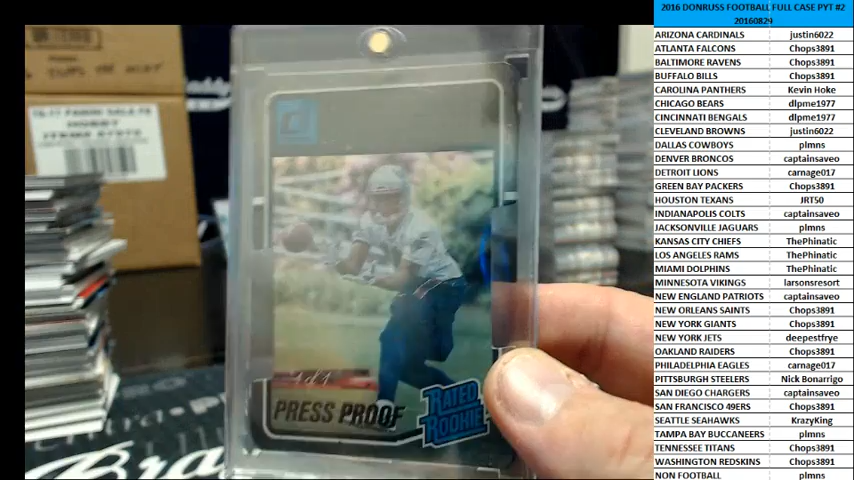 2016 DONRUSS FOOTBALL FULL CASE PYT #2
20160829
ARIZONA CARDINALS justin6022
ATLANTA FALCONS Chops3891
BALTIMORE RAVENS Chops3891
BUFFALO BILLS Chops3891
CAROLINA PANTHERS Kevin Hoke
CHICAGO BEARS dlpme1977
CINCINNATI BENGALS dlpme1977
CLEVELAND BROWNS justin6022
DALLAS COWBOYS plmns
DENVER BRONCOS captainsaveo
DETROIT LIONS carnage017
GREEN BAY PACKERS Chops3891
HOUSTON TEXANS JRT50
INDIANAPOLIS COLTS captainsaveo
JACKSONVILLE JAGUARS plmns
KANSAS CITY CHIEFS ThePhinatic
LOS ANGELES RAMS ThePhinatic
MIAMI DOLPHINS ThePhinatic
MINNESOTA VIKINGS larsonsresort
NEW ENGLAND PATRIOTS captainsaveo
NEW ORLEANS SAINTS Chops3891
NEW YORK GIANTS Chops3891
NEW YORK JETS deepestfrye
OAKLAND RAIDERS Chops3891
PHILADELPHIA EAGLES carnage017
PITTSBURGH STEELERS Nick Bonarrigo
SAN DIEGO CHARGERS captainsaveo
SAN FRANCISCO 49ERS Chops3891
SEATTLE SEAHAWKS KrazyKing
TAMPA BAY BUCCANEERS plmns
TENNESSEE TITANS Chops3891
WASHINGTON REDSKINS Chops3891
NON FOOTBALL plmns
1 of 1
PRESS PROOF
RATED
ROOKIE